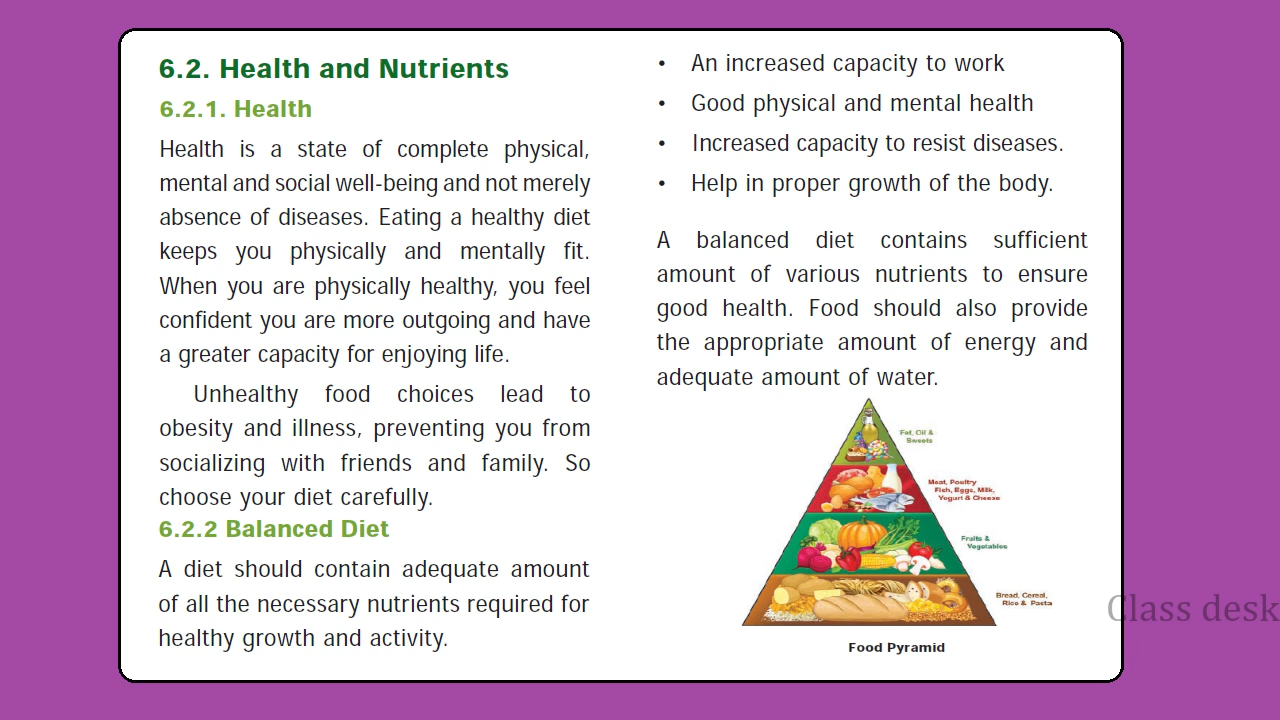 6.2. Health and Nutrients
6.2.1. Health
Health is a state of complete physical,
mental and social well-being and not merely
absence of diseases. Eating a healthy diet
keeps you physically and mentally fit.
When you are physically healthy, you feel
confident you are more outgoing and have
a greater capacity for enjoying life.
Unhealthy food choices lead to
obesity and illness, preventing you from
socializing with friends and family. So
choose your diet carefully.
6.2.2 Balanced Diet
A diet should contain adequate amount
of all the necessary nutrients required for
healthy growth and activity.
• An increased capacity to work
• Good physical and mental health
• Increased capacity to resist diseases.
• Help in proper growth of the body.
A balanced diet contains sufficient
amount of various nutrients to ensure
good health. Food should also provide
the appropriate amount of energy and
adequate amount of water.
Fat, Oil &
Sweets
Meat, Poultry
Fish, Eggs, Milk,
Yogurt & Cheese
Fruits &
Vegetables
Bread, Cereal,
Rice & Pasta
Food Pyramid
Class desk